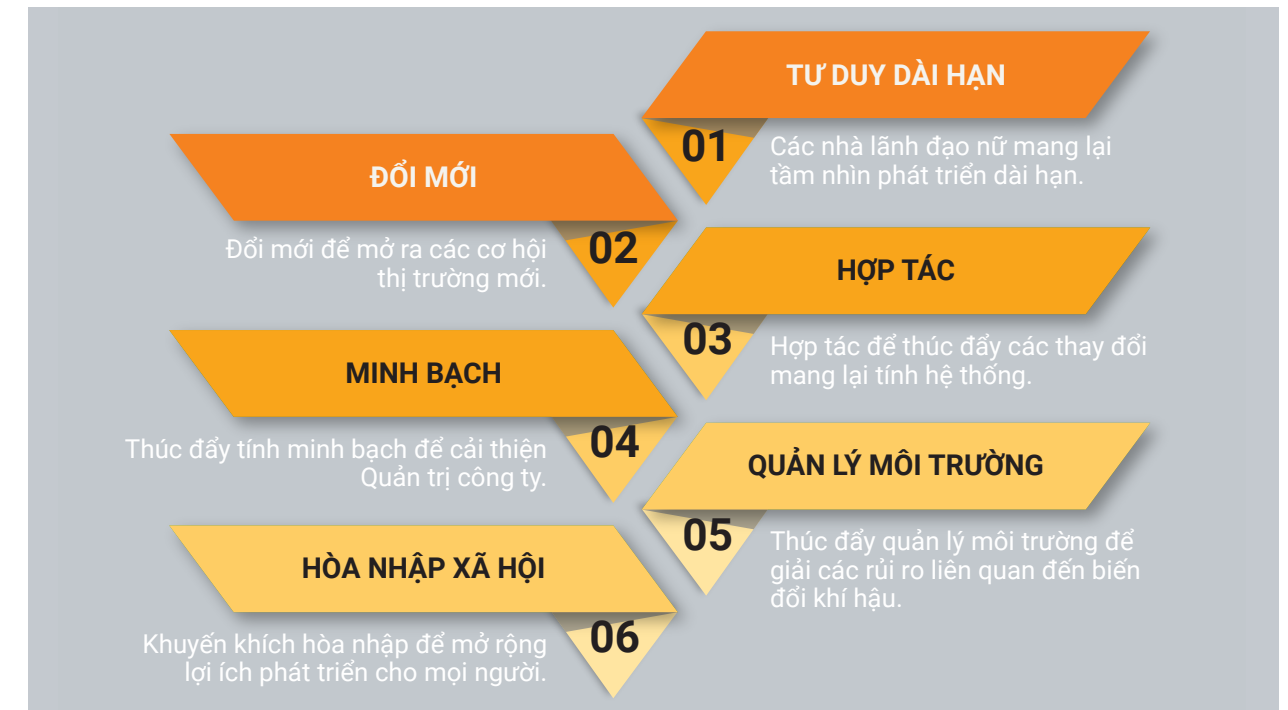 TƯ DUY DÀI HẠN
01
Các nhà lãnh đạo nữ mang lại
tầm nhìn phát triển dài hạn.
ĐỔI MỚI
02
Đổi mới để mở ra các cơ hội
thị trường mới.
HỢP TÁC
03
Hợp tác để thúc đẩy các thay đổi
mang lại tính hệ thống.
MINH BẠCH
04
Thúc đẩy tính minh bạch để cải thiện
Quản trị công ty.
QUẢN LÝ MÔI TRƯỜNG
05
Thúc đẩy quản lý môi trường để
giải các rủi ro liên quan đến biến
đổi khí hậu.
HÒA NHẬP XÃ HỘI
06
Khuyến khích hòa nhập để mở rộng
lợi ích phát triển cho mọi người.